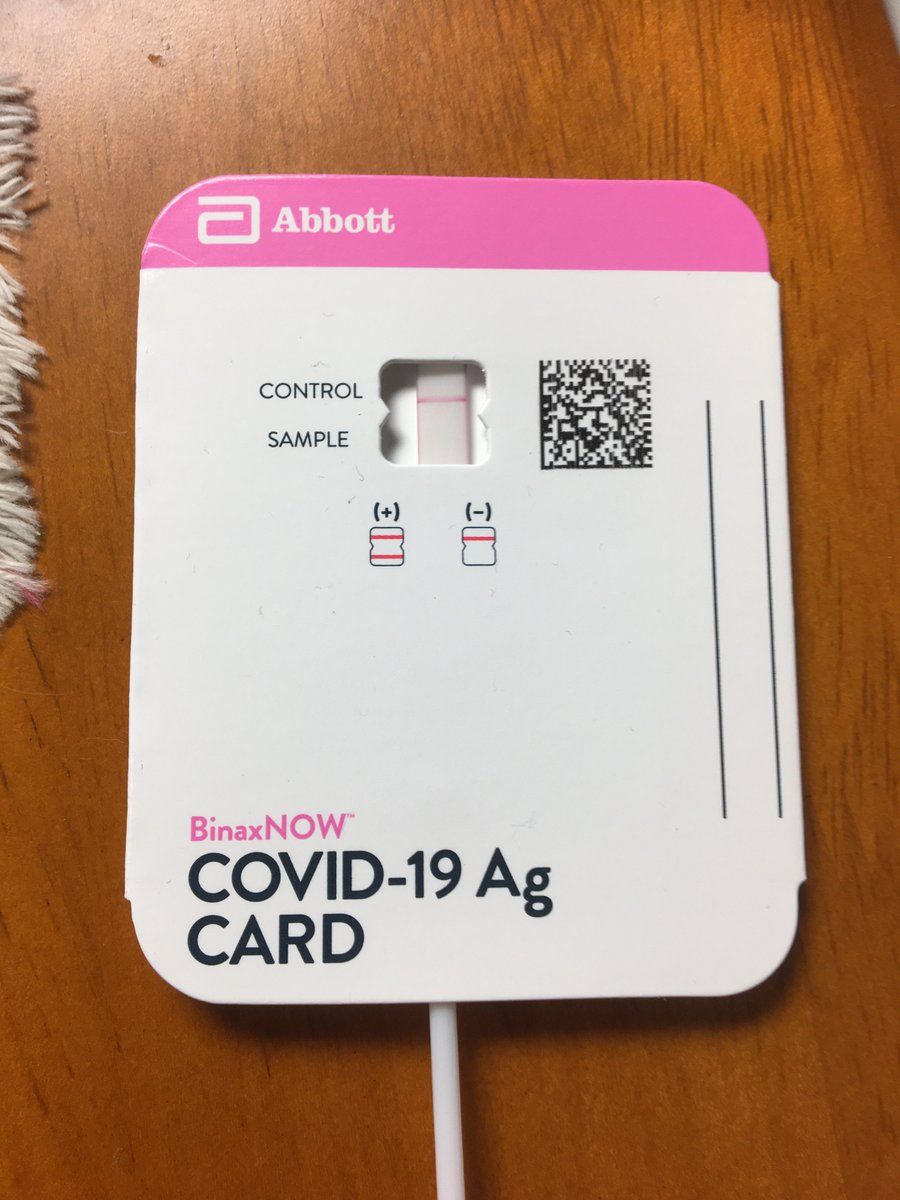 Abbott
CONTROL
SAMPLE
(+) (-)
BinaxNOW™
COVID-19 Ag
CARD